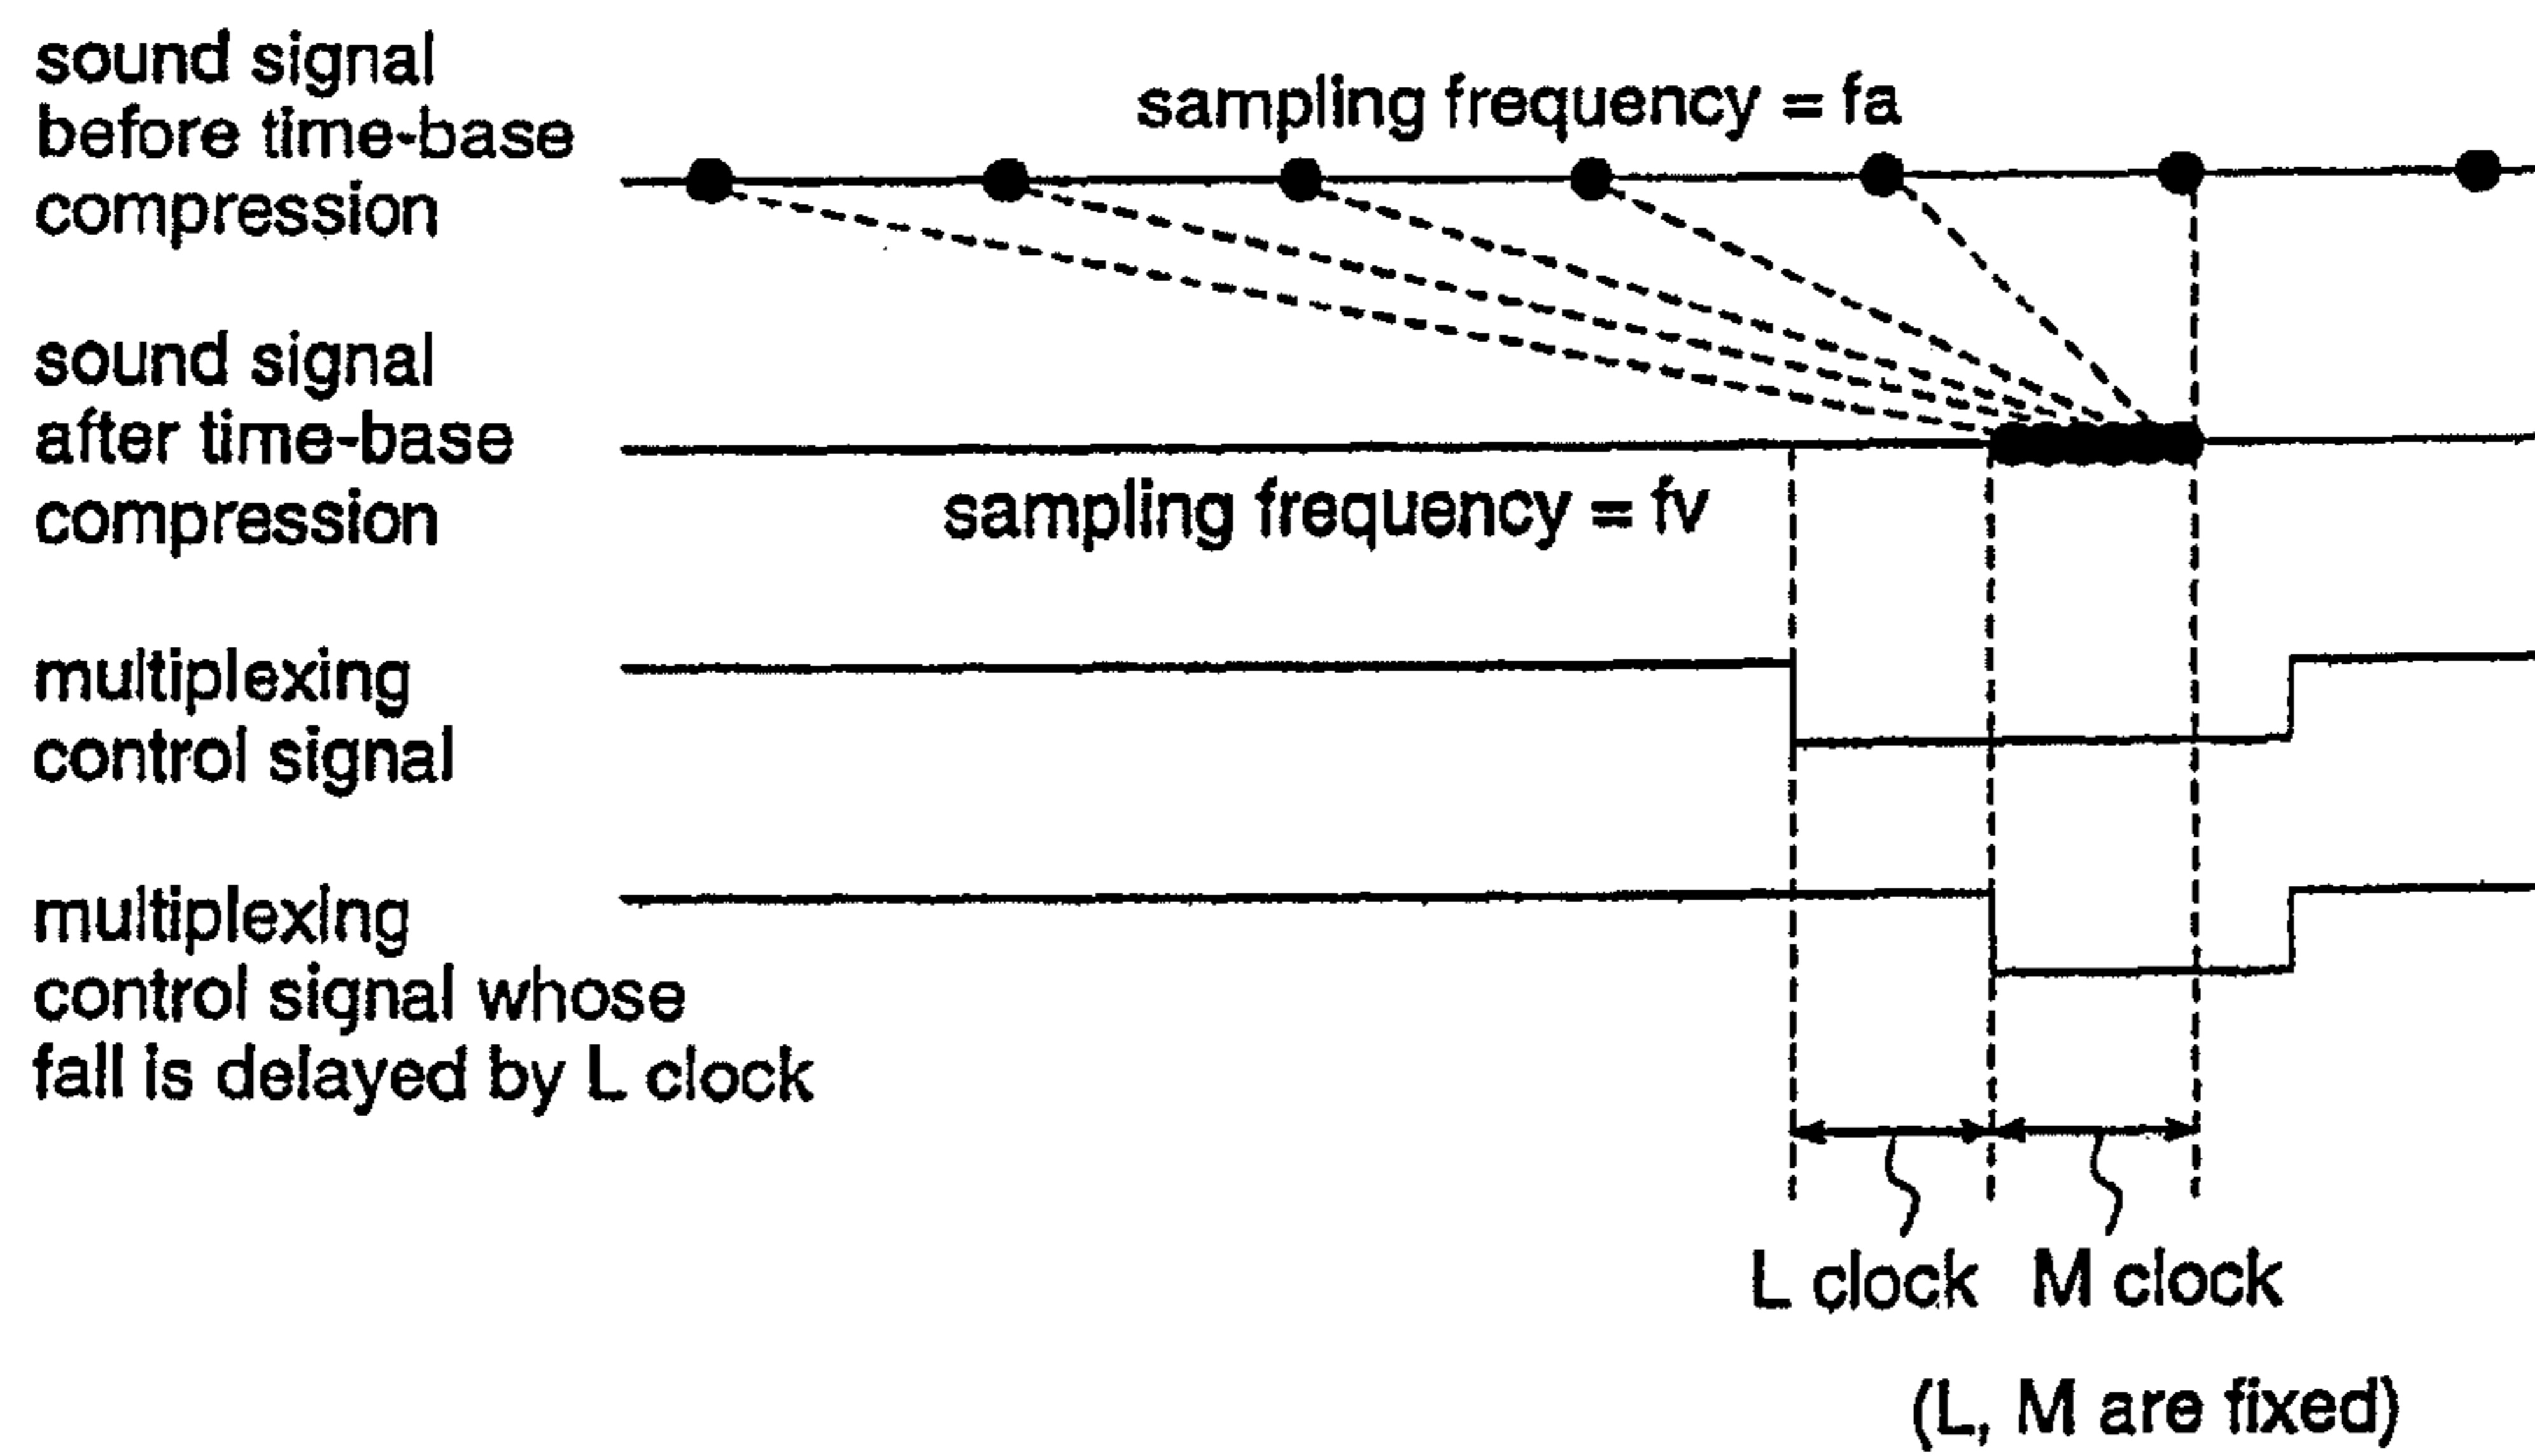 sound signal
before time-base
compression
sampling frequency = fa
sound signal
after time-base
compression
sampling frequency = fv
multiplexing
control signal
multiplexing
control signal whose
fall is delayed by L clock
L clock
M clock
(L, M are fixed)